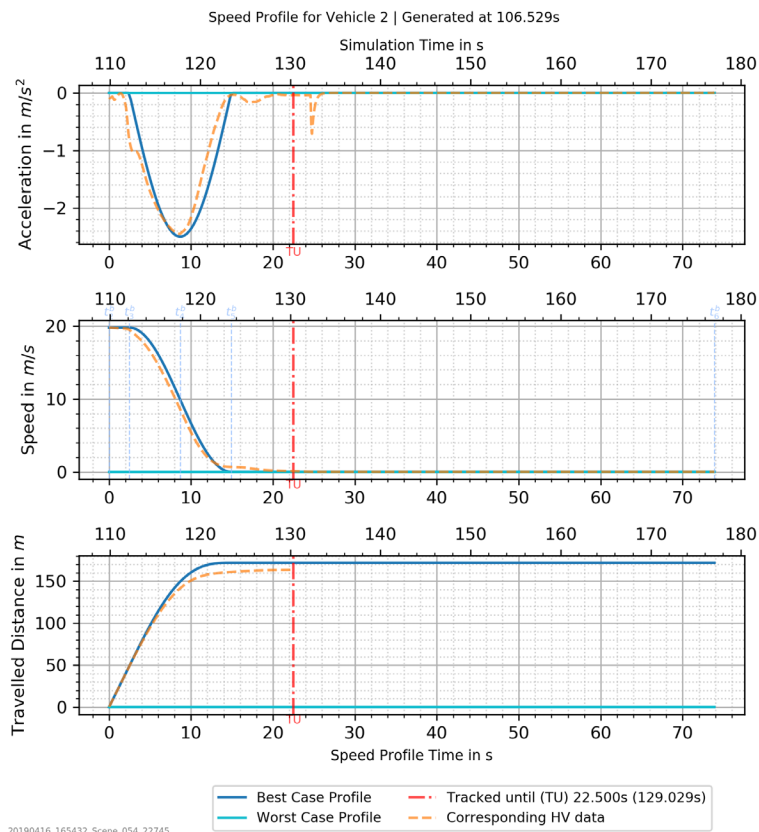 Speed Profile for Vehicle 2 | Generated at 106.529s
Simulation Time in s
110 120 130 140 150 160 170 180
Acceleration in m/s²
0
−1
−2
0 10 20 30 40 50 60 70
TU
110 120 130 140 150 160 170 180
Speed in m/s
20
10
0
0 10 20 30 40 50 60 70
TU
110 120 130 140 150 160 170 180
Travelled Distance in m
150
100
50
0
0 10 20 30 40 50 60 70
TU
Speed Profile Time in s
Best Case Profile
Worst Case Profile
Tracked until (TU) 22.500s (129.029s)
Corresponding HV data
20190416_165432_Scene_054_22745